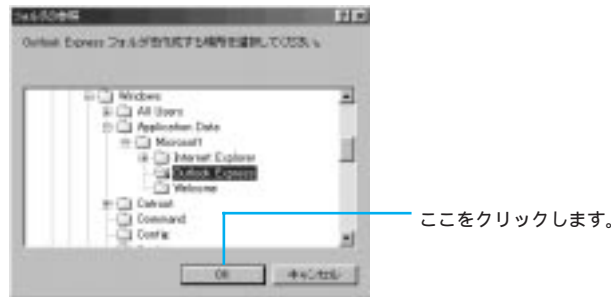 フォルダの参照
Outlook Express フォルダを作成する場所を選択してください。
Windows
All Users
Application Data
Microsoft
Internet Explorer
Outlook Express
Welcome
Catroot
Command
Config
OK
キャンセル
ここをクリックします。